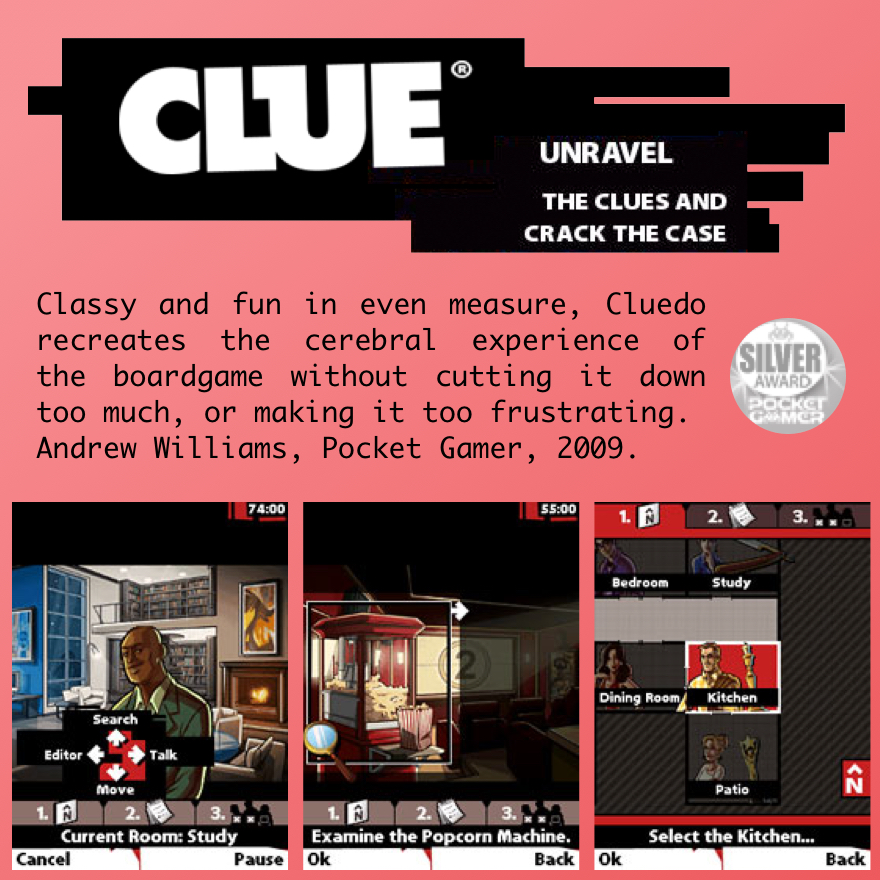 CLUE®
UNRAVEL
THE CLUES AND
CRACK THE CASE
Classy and fun in even measure, Cluedo
recreates the cerebral experience of
the boardgame without cutting it down
too much, or making it too frustrating.
Andrew Williams, Pocket Gamer, 2009.
SILVER
AWARD
POCKET
GAMER
74:00
Search
Editor Talk
Move
1. N 2. 3.
Current Room: Study
Cancel Pause
55:00
2
1. N 2. 3.
Examine the Popcorn Machine.
Ok Back
1. N 2. 3.
Bedroom Study
Dining Room Kitchen
Patio
N
Select the Kitchen...
Ok Back